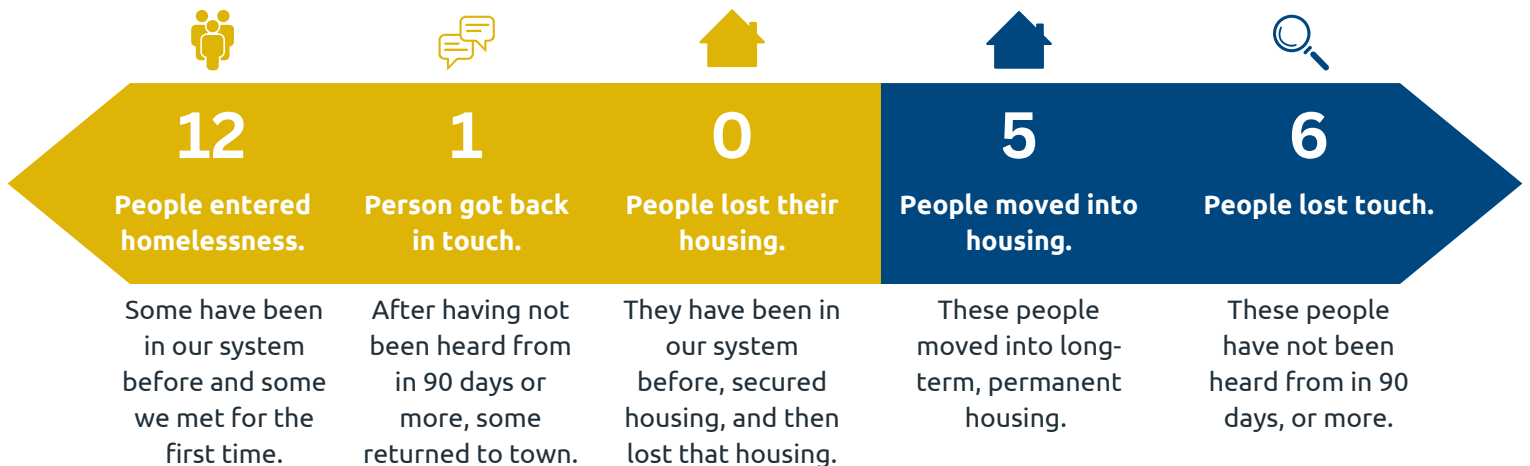 12
People entered
homelessness.
Some have been
in our system
before and some
we met for the
first time.
1
Person got back
in touch.
After having not
been heard from
in 90 days or
more, some
returned to town.
0
People lost their
housing.
They have been in
our system
before, secured
housing, and then
lost that housing.
5
People moved into
housing.
These people
moved into long-
term, permanent
housing.
6
People lost touch.
These people
have not been
heard from in 90
days, or more.